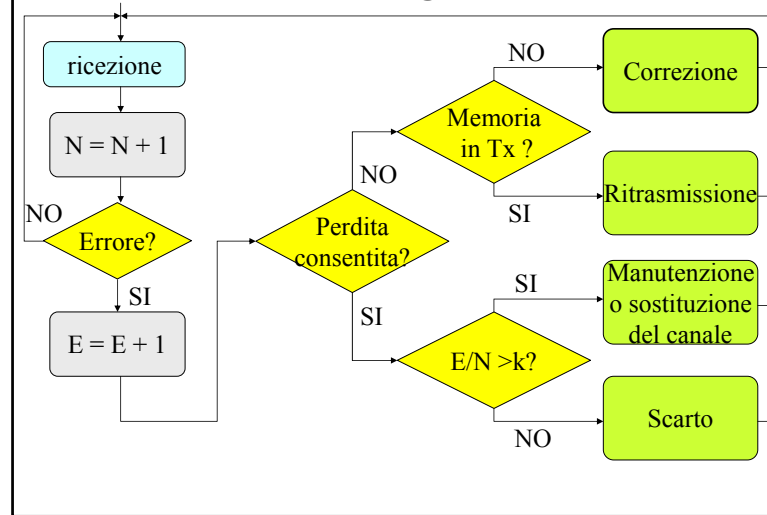 ricezione
N = N + 1
NO
Errore?
SI
E = E + 1
Perdita
consentita?
NO
SI
Memoria
in Tx ?
NO
SI
E/N >k?
SI
NO
Correzione
Ritrasmissione
Manutenzione
o sostituzione
del canale
Scarto